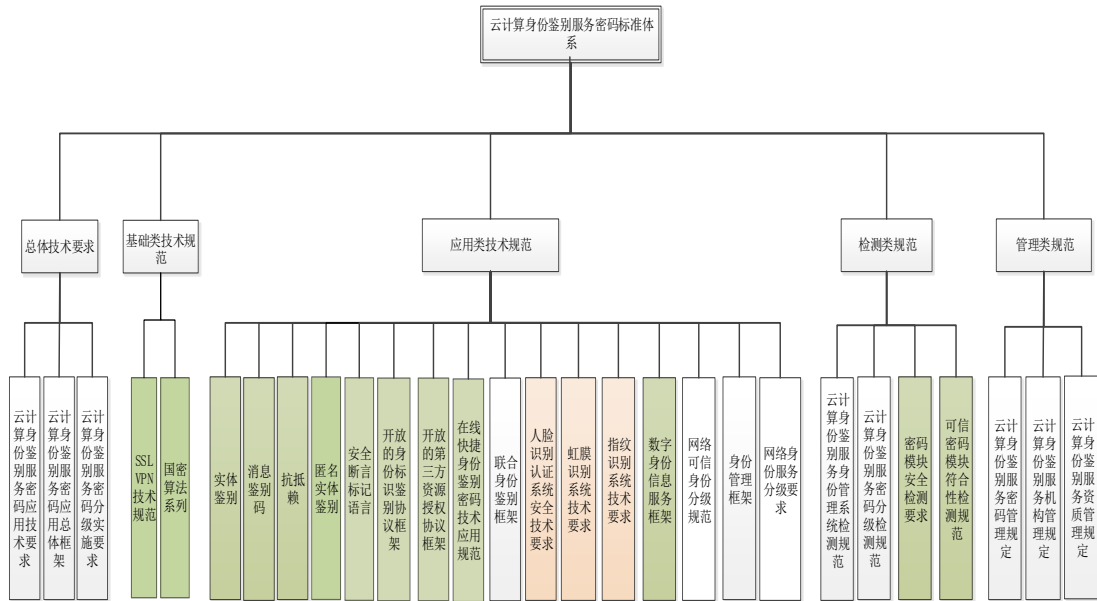 云计算身份鉴别服务密码标准体
系
总体技术要求
基础类技术规
范
应用类技术规范
检测类规范
管理类规范
云计
算身
份鉴
别服
务密
码应
用技
术要
求
云计
算身
份鉴
别服
务密
码应
用总
体框
架
云计
算身
份鉴
别服
务密
码分
级实
施要
求
SSL
VPN
技术
规范
国密
算法
系列
实体
鉴别
消息
鉴别
码
抗抵
赖
匿名
实体
鉴别
安全
断言
标记
语言
开放
的身
份标
识鉴
别协
议框
架
开放
的第
三方
资源
授权
协议
框架
在线
快捷
身份
鉴别
密码
技术
应用
规范
联合
身份
鉴别
框架
人脸
识别
认证
系统
安全
技术
要求
虹膜
识别
系统
技术
要求
指纹
识别
系统
技术
要求
数字
身份
信息
服务
框架
网络
可信
身份
分级
规范
身份
管理
框架
网络
身份
服务
分级
要求
云计
算身
份鉴
别服
务身
份管
理系
统检
测规
范
云计
算身
份鉴
别服
务密
码分
级检
测规
范
密码
模块
安全
检测
要求
可信
密码
模块
符合
性检
测规
范
云计
算身
份鉴
别服
务密
码管
理规
定
云计
算身
份鉴
别服
务机
构管
理规
定
云计
算身
份鉴
别服
务资
质管
理规
定